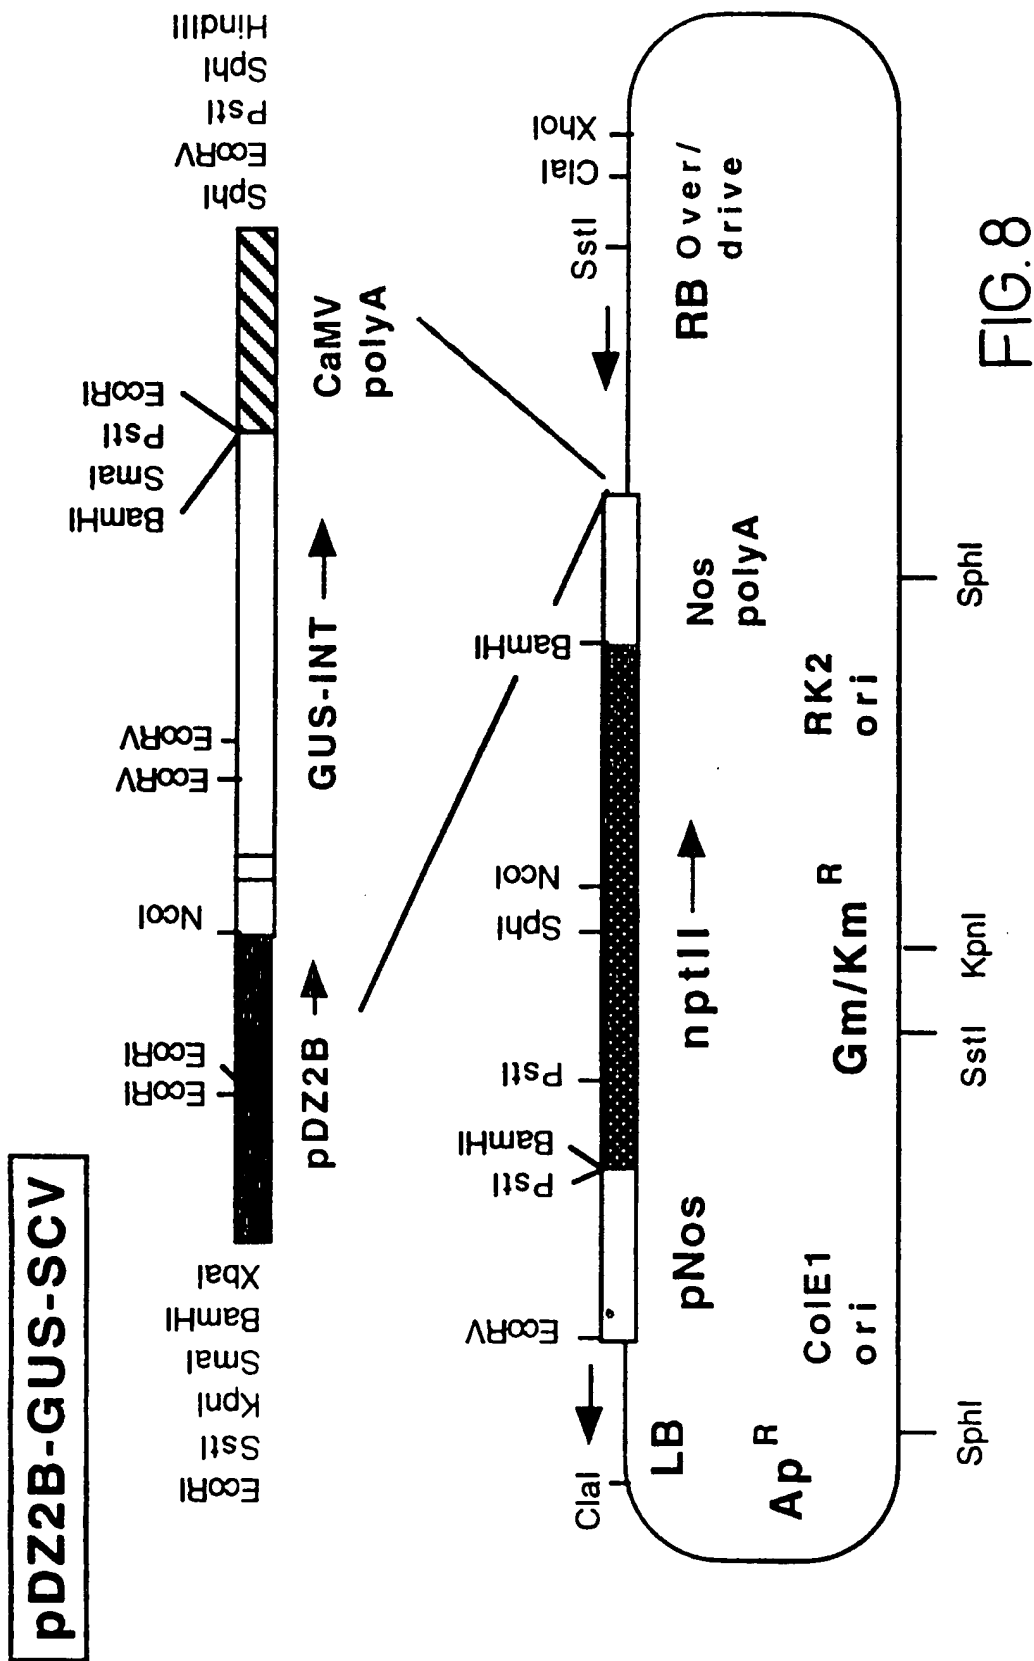 pDZ2B-GUS-SCV
EcoRI
SstI
KpnI
SmaI
BamHI
XbaI
EcoRI
EcoRI
NcoI
EcoRV
EcoRV
BamHI
SmaI
PstI
EcoRI
SphI
EcoRV
PstI
SphI
HindIII
pDZ2B
GUS-INT
CaMV
polyA
ClaI
EcoRV
PstI
BamHI
PstI
SphI
NcoI
BamHI
SstI
ClaI
XhoI
LB
pNos
nptII
Nos
polyA
RB Over/
drive
Ap R
ColE1
ori
Gm/Km R
RK2
ori
SphI
SstI
KpnI
SphI
FIG. 8